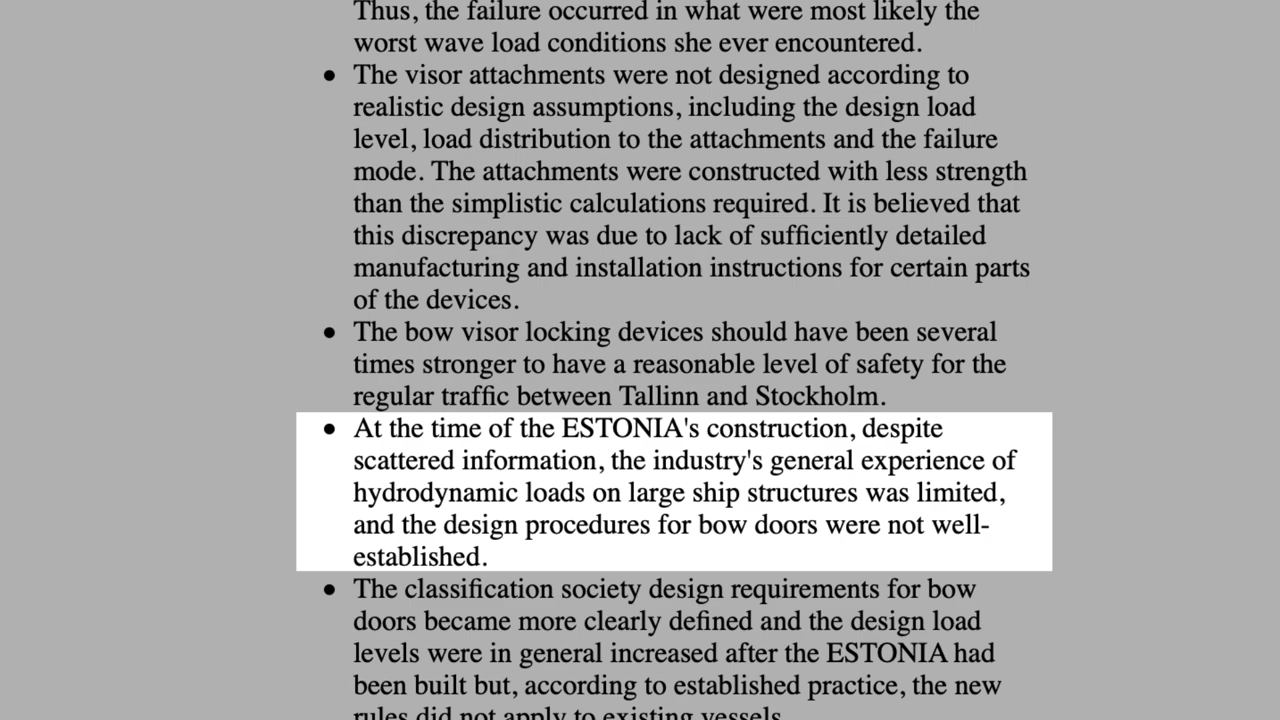 Thus, the failure occurred in what were most likely the
worst wave load conditions she ever encountered.
• The visor attachments were not designed according to
realistic design assumptions, including the design load
level, load distribution to the attachments and the failure
mode. The attachments were constructed with less strength
than the simplistic calculations required. It is believed that
this discrepancy was due to lack of sufficiently detailed
manufacturing and installation instructions for certain parts
of the devices.
• The bow visor locking devices should have been several
times stronger to have a reasonable level of safety for the
regular traffic between Tallinn and Stockholm.
• At the time of the ESTONIA's construction, despite
scattered information, the industry's general experience of
hydrodynamic loads on large ship structures was limited,
and the design procedures for bow doors were not well-
established.
• The classification society design requirements for bow
doors became more clearly defined and the design load
levels were in general increased after the ESTONIA had
been built but, according to established practice, the new
rules did not apply to existing vessels.